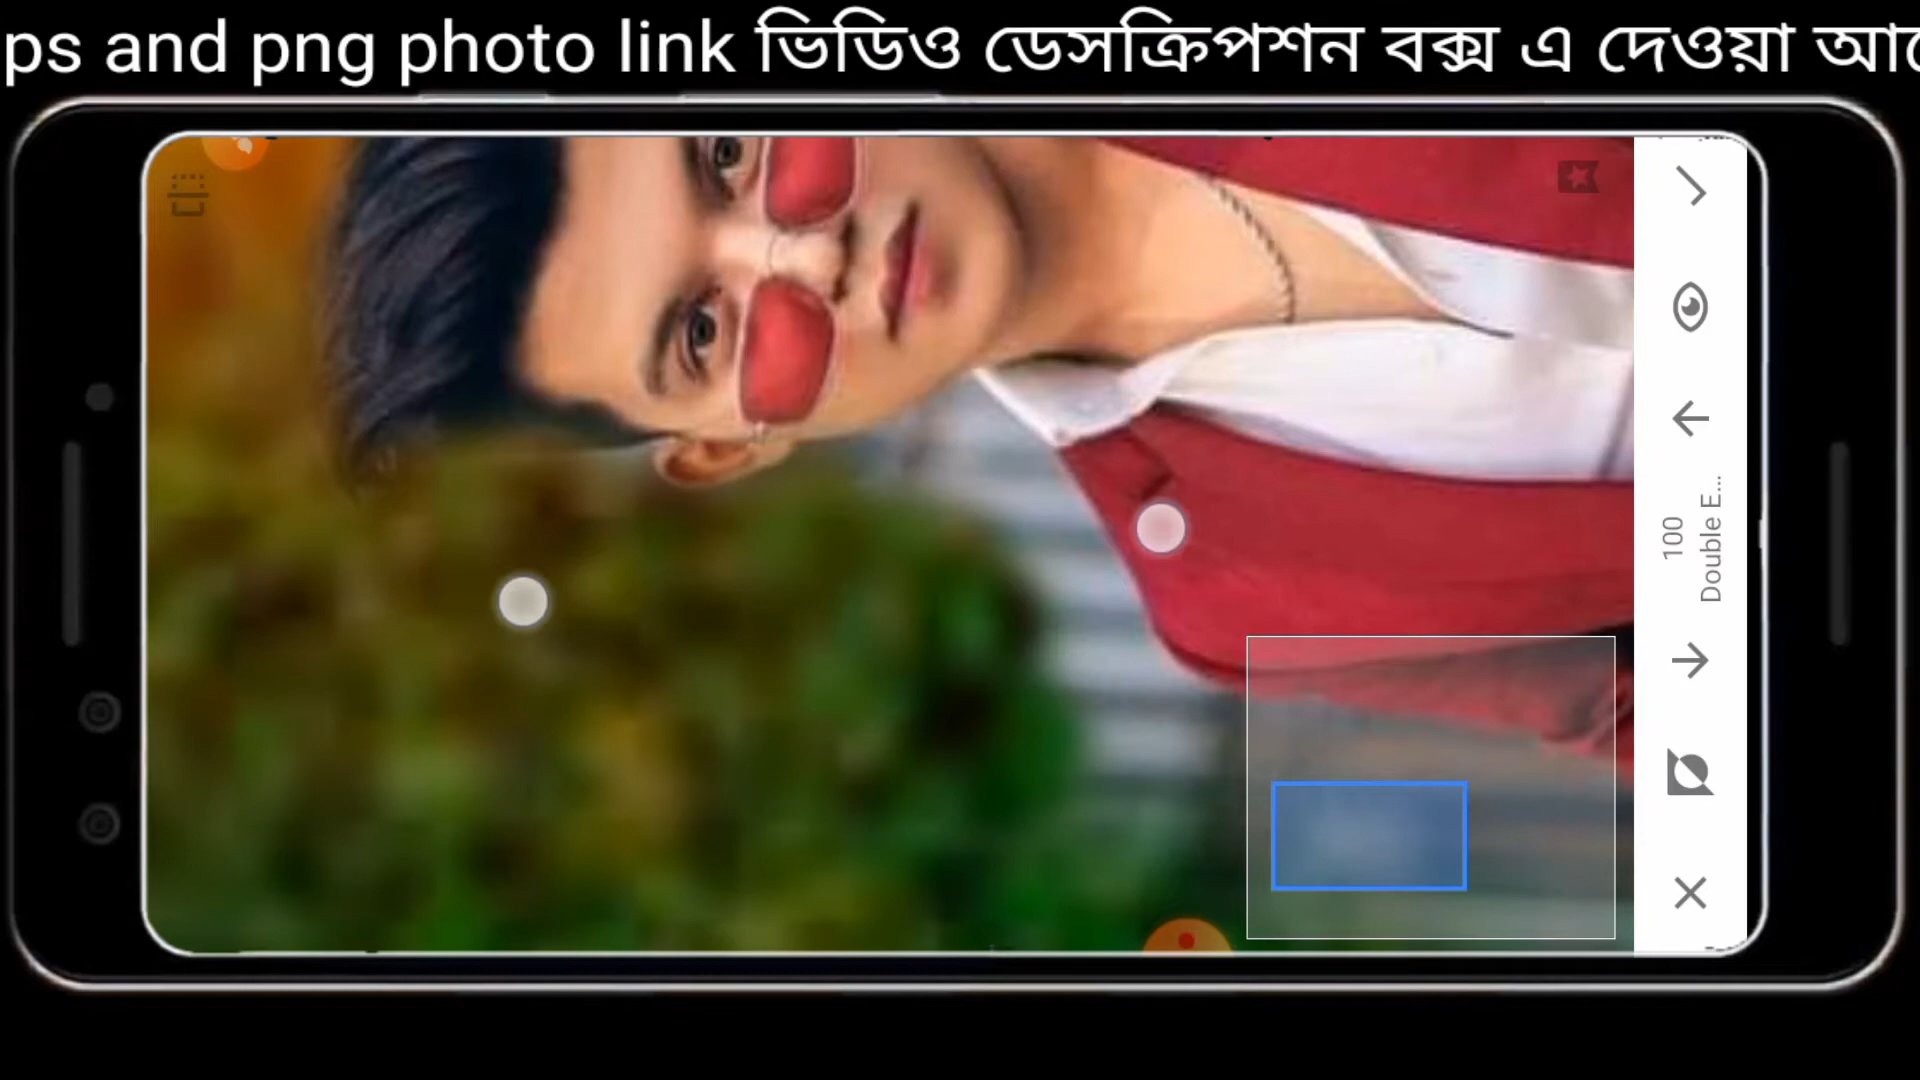 ps and png photo link ভিডিও ডেসক্রিপশন বক্স এ দেওয়া
100
Double E...